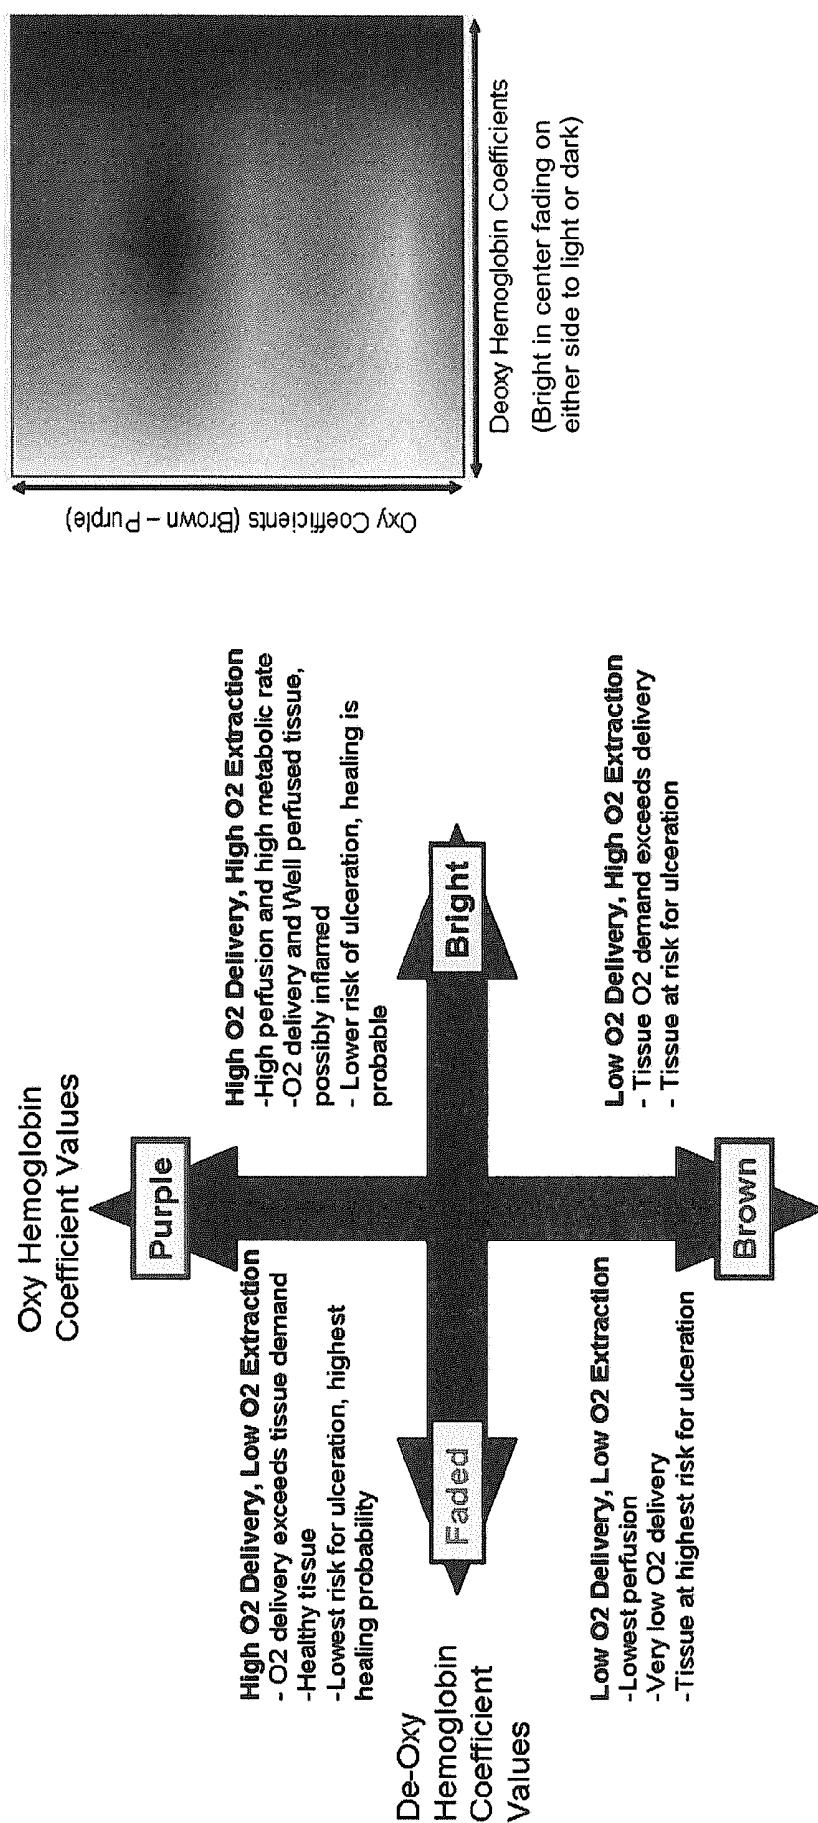 Oxy Hemoglobin
Coefficient Values
Purple
High O2 Delivery, Low O2 Extraction
- O2 delivery exceeds tissue demand
-Healthy tissue
-Lowest risk for ulceration, highest
healing probability
High O2 Delivery, High O2 Extraction
-High perfusion and high metabolic rate
-O2 delivery and Well perfused tissue,
possibly inflamed
- Lower risk of ulceration, healing is
probable
De-Oxy
Hemoglobin
Coefficient
Values
Faded
Bright
Low O2 Delivery, Low O2 Extraction
-Lowest perfusion
-Very low O2 delivery
-Tissue at highest risk for ulceration
Low O2 Delivery, High O2 Extraction
- Tissue O2 demand exceeds delivery
- Tissue at risk for ulceration
Brown
Oxy Coefficients (Brown – Purple)
Deoxy Hemoglobin Coefficients
(Bright in center fading on
either side to light or dark)